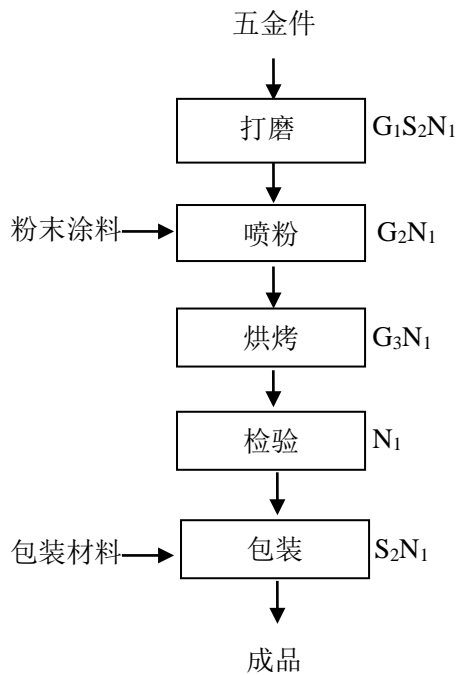 五金件
打磨 G₁S₂N₁
粉末涂料 喷粉 G₂N₁
烘烤 G₃N₁
检验 N₁
包装材料 包装 S₂N₁
成品